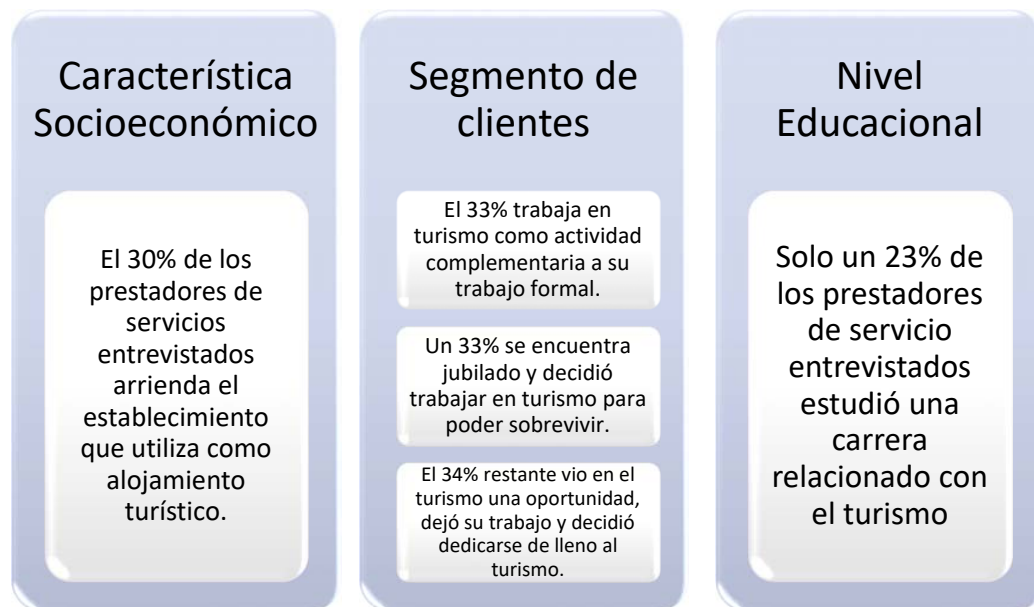 Característica
Socioeconómico
El 30% de los
prestadores de
servicios
entrevistados
arrienda el
establecimiento
que utiliza como
alojamiento
turístico.
Segmento de
clientes
El 33% trabaja en
turismo como actividad
complementaria a su
trabajo formal.
Un 33% se encuentra
jubilado y decidió
trabajar en turismo para
poder sobrevivir.
El 34% restante vio en el
turismo una oportunidad,
dejó su trabajo y decidió
dedicarse de lleno al
turismo.
Nivel
Educacional
Solo un 23% de
los prestadores
de servicio
entrevistados
estudió una
carrera
relacionado con
el turismo